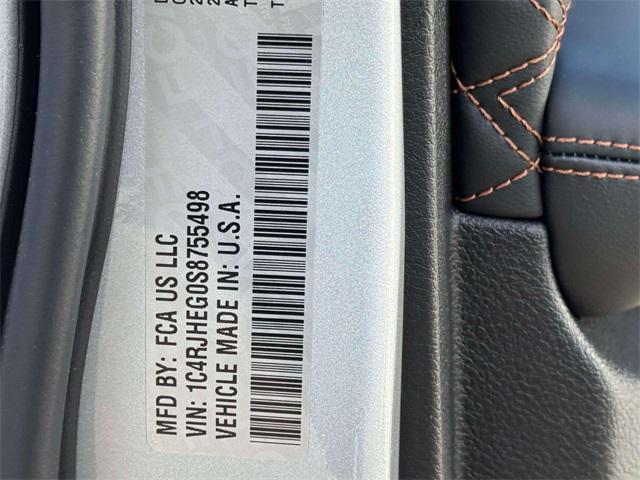 MFD BY: FCA US LLC
VIN: 1C4RJHEG0S8755498
VEHICLE MADE IN: U.S.A.